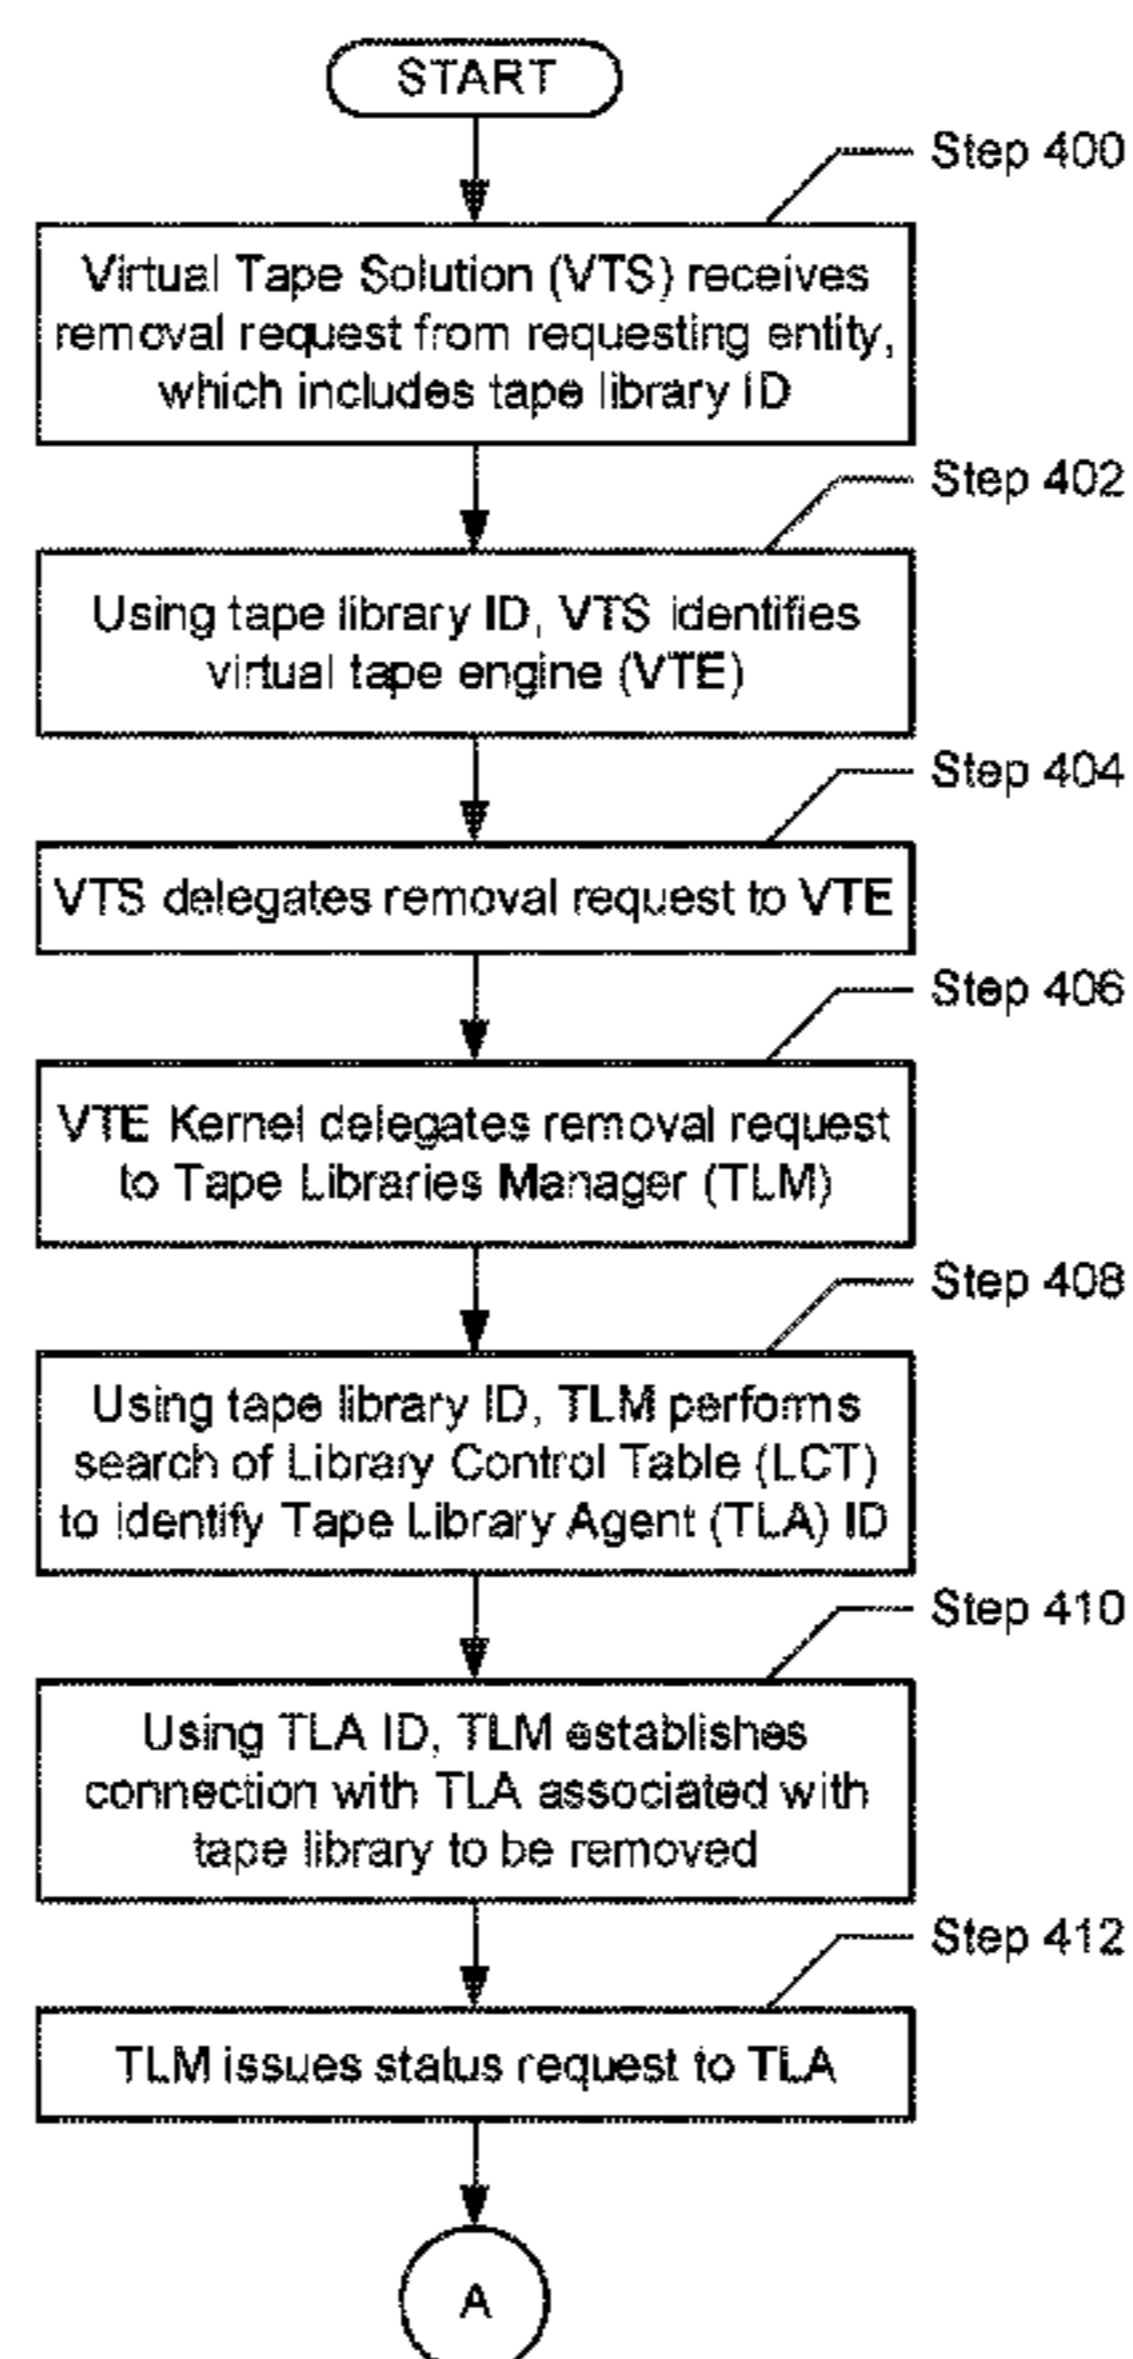 START
Step 400
Virtual Tape Solution (VTS) receives
removal request from requesting entity,
which includes tape library ID
Step 402
Using tape library ID, VTS identifies
virtual tape engine (VTE)
Step 404
VTS delegates removal request to VTE
Step 406
VTE Kernel delegates removal request
to Tape Libraries Manager (TLM)
Step 408
Using tape library ID, TLM performs
search of Library Control Table (LCT)
to identify Tape Library Agent (TLA) ID
Step 410
Using TLA ID, TLM establishes
connection with TLA associated with
tape library to be removed
Step 412
TLM issues status request to TLA
A